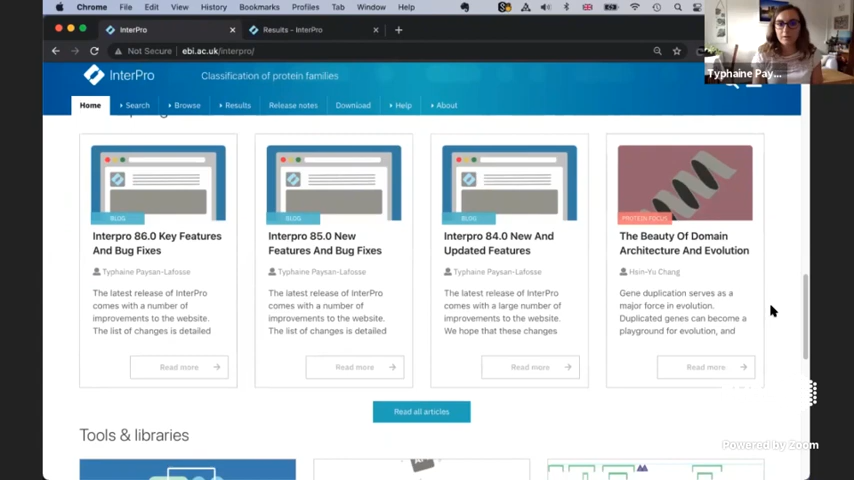 Chrome File Edit View History Bookmarks Profiles Tab Window Help
InterPro
Results - InterPro
Not Secure ebi.ac.uk/interpro/
Typhaine Pay...
InterPro Classification of protein families
Home Search Browse Results Release notes Download Help About
BLOG
BLOG
BLOG
PROTEIN FOCUS
Interpro 86.0 Key Features
And Bug Fixes
Typhaine Paysan-Lafosse
The latest release of InterPro
comes with a number of
improvements to the website.
The list of changes is detailed
Read more
Interpro 85.0 New
Features And Bug Fixes
Typhaine Paysan-Lafosse
The latest release of InterPro
comes with a number of
improvements to the website.
The list of changes is detailed
Read more
Interpro 84.0 New And
Updated Features
Typhaine Paysan-Lafosse
The latest release of InterPro
comes with a large number of
improvements to the website.
We hope that these changes
Read more
The Beauty Of Domain
Architecture And Evolution
Hsin-Yu Chang
Gene duplication serves as a
major force in evolution.
Duplicated genes can become a
playground for evolution, and
Read more
Read all articles
Tools & libraries
Powered by Zoom